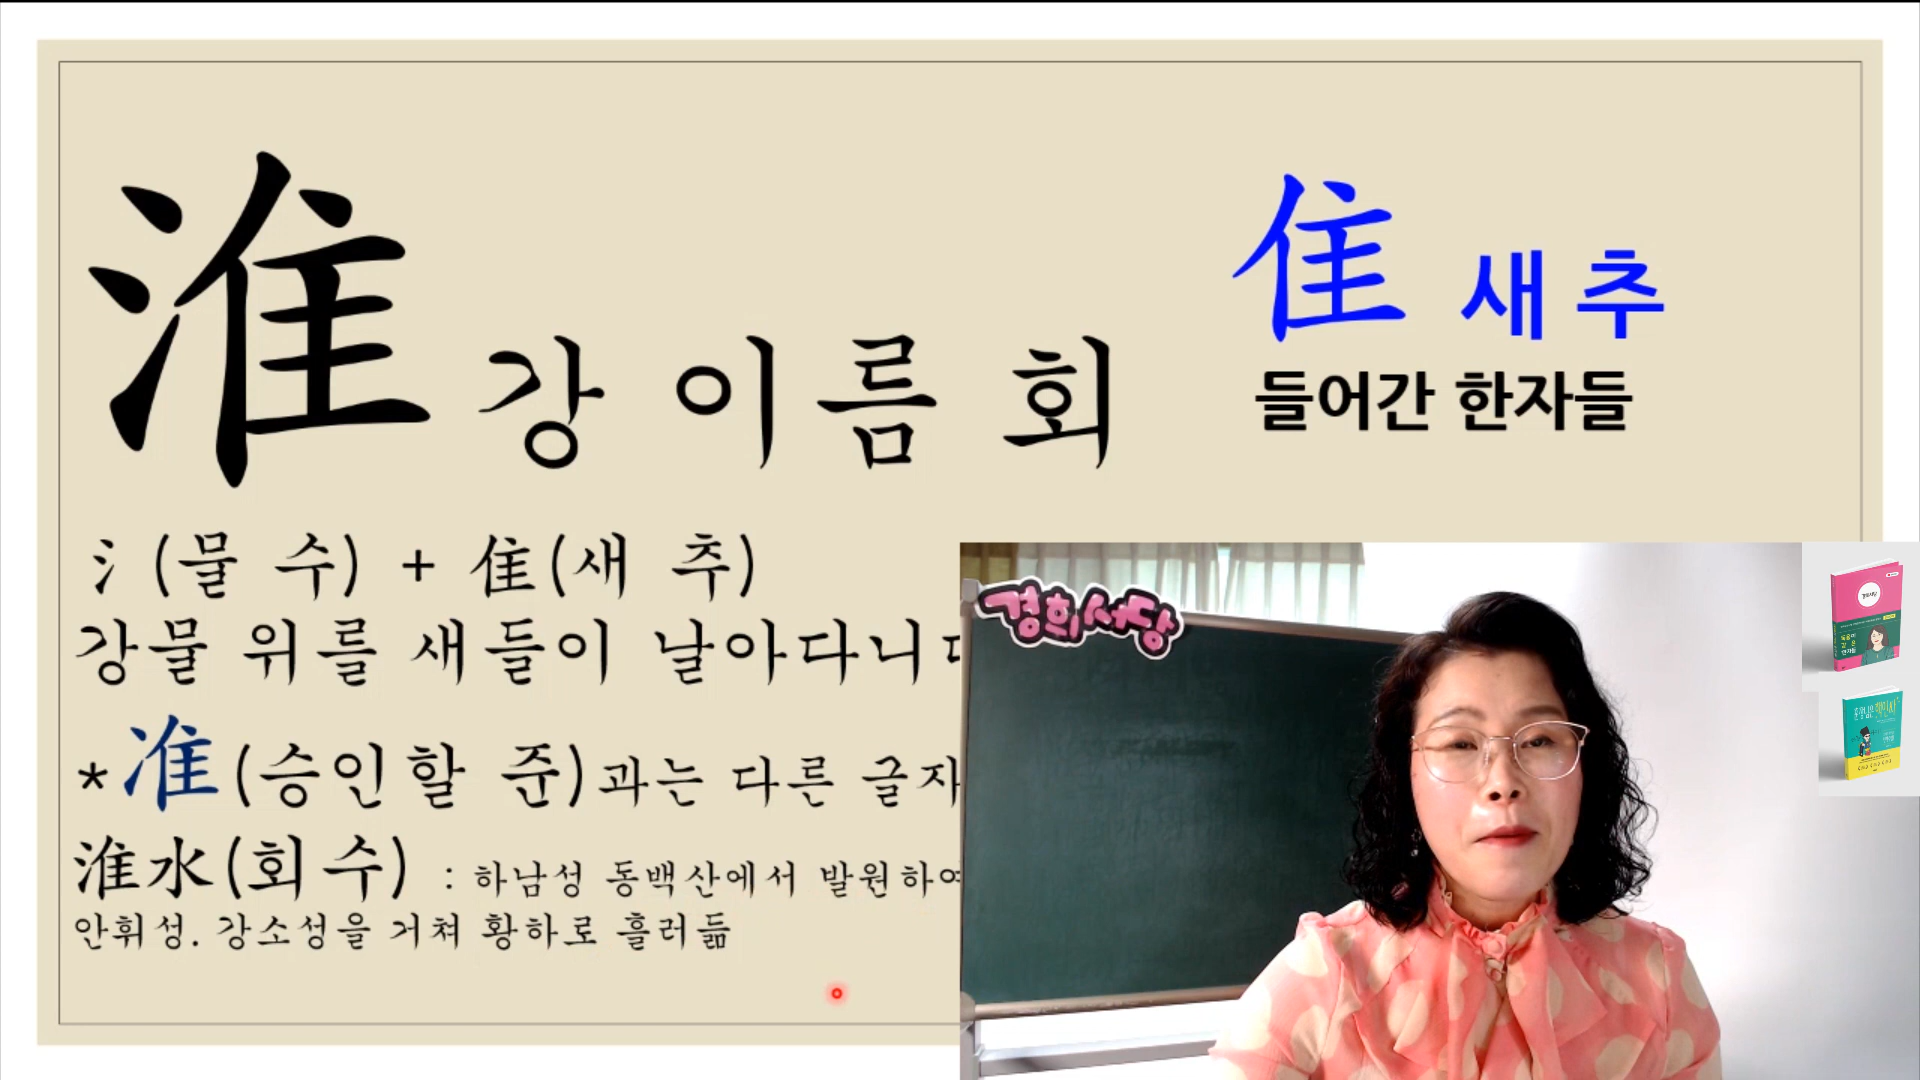 淮 강 이름 회
隹 새 추
들어간 한자들
氵(물 수) + 隹(새 추)
강물 위를 새들이 날아다니
*准(승인할 준)과는 다른 글자
淮水(회수) : 하남성 동백산에서 발원하여
안휘성. 강소성을 거쳐 황하로 흘러듦
경희서당